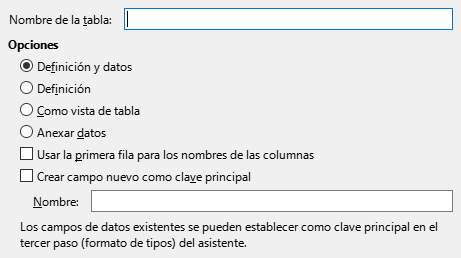 Nombre de la tabla:
Opciones
Definición y datos
Definición
Como vista de tabla
Anexar datos
Usar la primera fila para los nombres de las columnas
Crear campo nuevo como clave principal
Nombre:
Los campos de datos existentes se pueden establecer como clave principal en el
tercer paso (formato de tipos) del asistente.